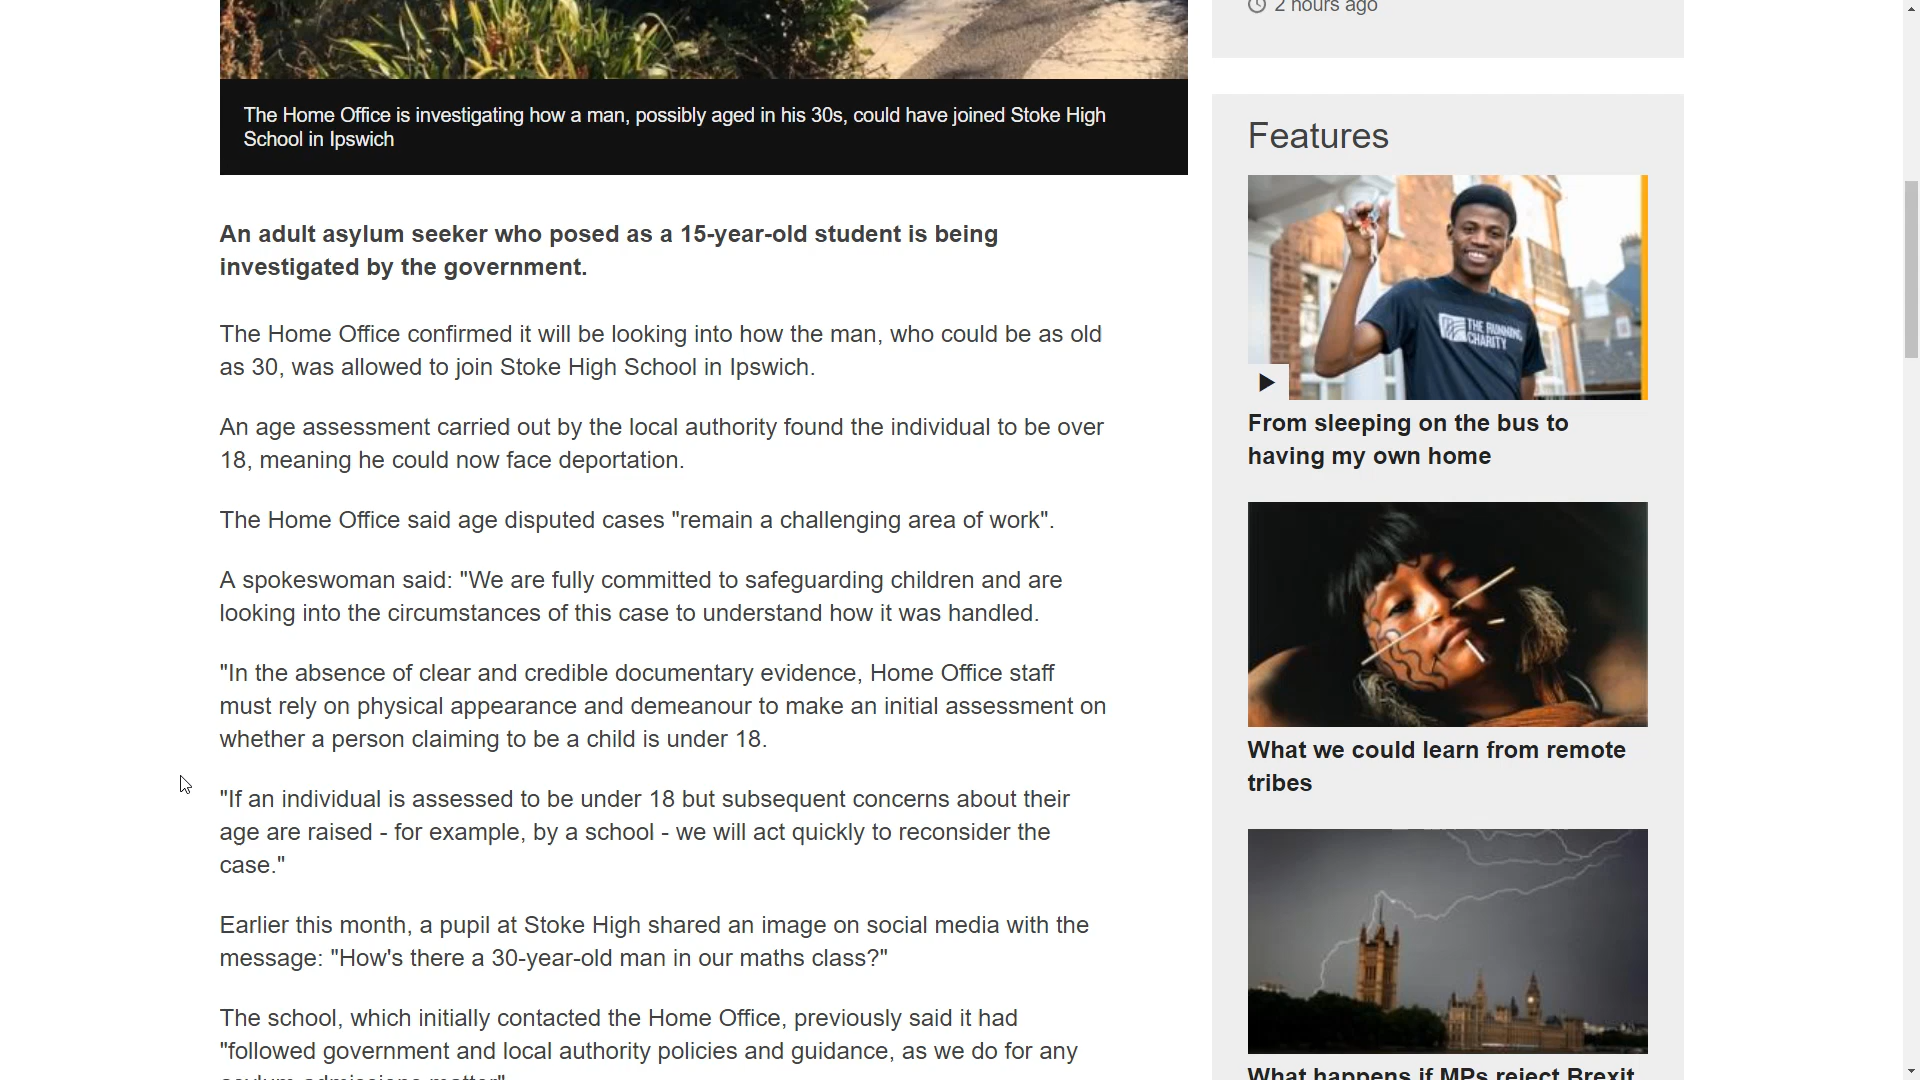 2 hours ago
The Home Office is investigating how a man, possibly aged in his 30s, could have joined Stoke High
School in Ipswich
An adult asylum seeker who posed as a 15-year-old student is being
investigated by the government.
The Home Office confirmed it will be looking into how the man, who could be as old
as 30, was allowed to join Stoke High School in Ipswich.
An age assessment carried out by the local authority found the individual to be over
18, meaning he could now face deportation.
The Home Office said age disputed cases "remain a challenging area of work".
A spokeswoman said: "We are fully committed to safeguarding children and are
looking into the circumstances of this case to understand how it was handled.
"In the absence of clear and credible documentary evidence, Home Office staff
must rely on physical appearance and demeanour to make an initial assessment on
whether a person claiming to be a child is under 18.
"If an individual is assessed to be under 18 but subsequent concerns about their
age are raised - for example, by a school - we will act quickly to reconsider the
case."
Earlier this month, a pupil at Stoke High shared an image on social media with the
message: "How's there a 30-year-old man in our maths class?"
The school, which initially contacted the Home Office, previously said it had
"followed government and local authority policies and guidance, as we do for any
asylum admissions matter"
Features
THE RUNNING
CHARITY
From sleeping on the bus to
having my own home
What we could learn from remote
tribes
What happens if MPs reject Brexit